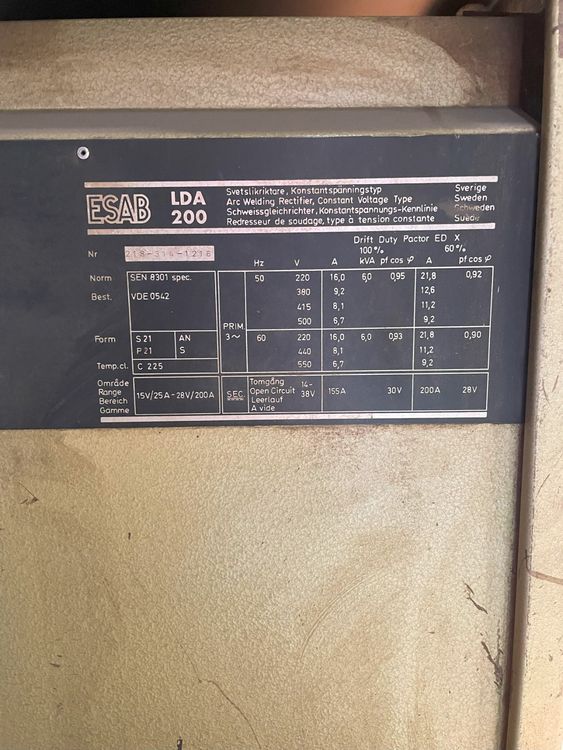 ESAB LDA 200
Svetslikriktare, Konstantspänningstyp Sverige
Arc Welding Rectifier, Constant Voltage Type Sweden
Schweissgleichrichter, Konstantspannungs-Kennlinie Schweden
Redresseur de soudage, type à tension constante Suède
Drift Duty Factor ED X
Nr 218-314-1216 100% 60%
Hz V A kVA pf cos φ A pf cos φ
Norm SEN 8301 spec. 50 220 16,0 6,0 0,95 21,8 0,92
380 9,2 12,6
Best. VDE 0542 415 8,1 11,2
500 6,7 9,2
PRIM 3~
Form S 21 AN 60 220 16,0 6,0 0,93 21,8 0,90
P 21 S 440 8,1 11,2
Temp.cl. C 225 550 6,7 9,2
Område Tomgång 14-
Range 15V/25A-28V/200A SEC. Open Circuit 38V 155A 30V 200A 28V
Bereich Leerlauf
Gamme A vide